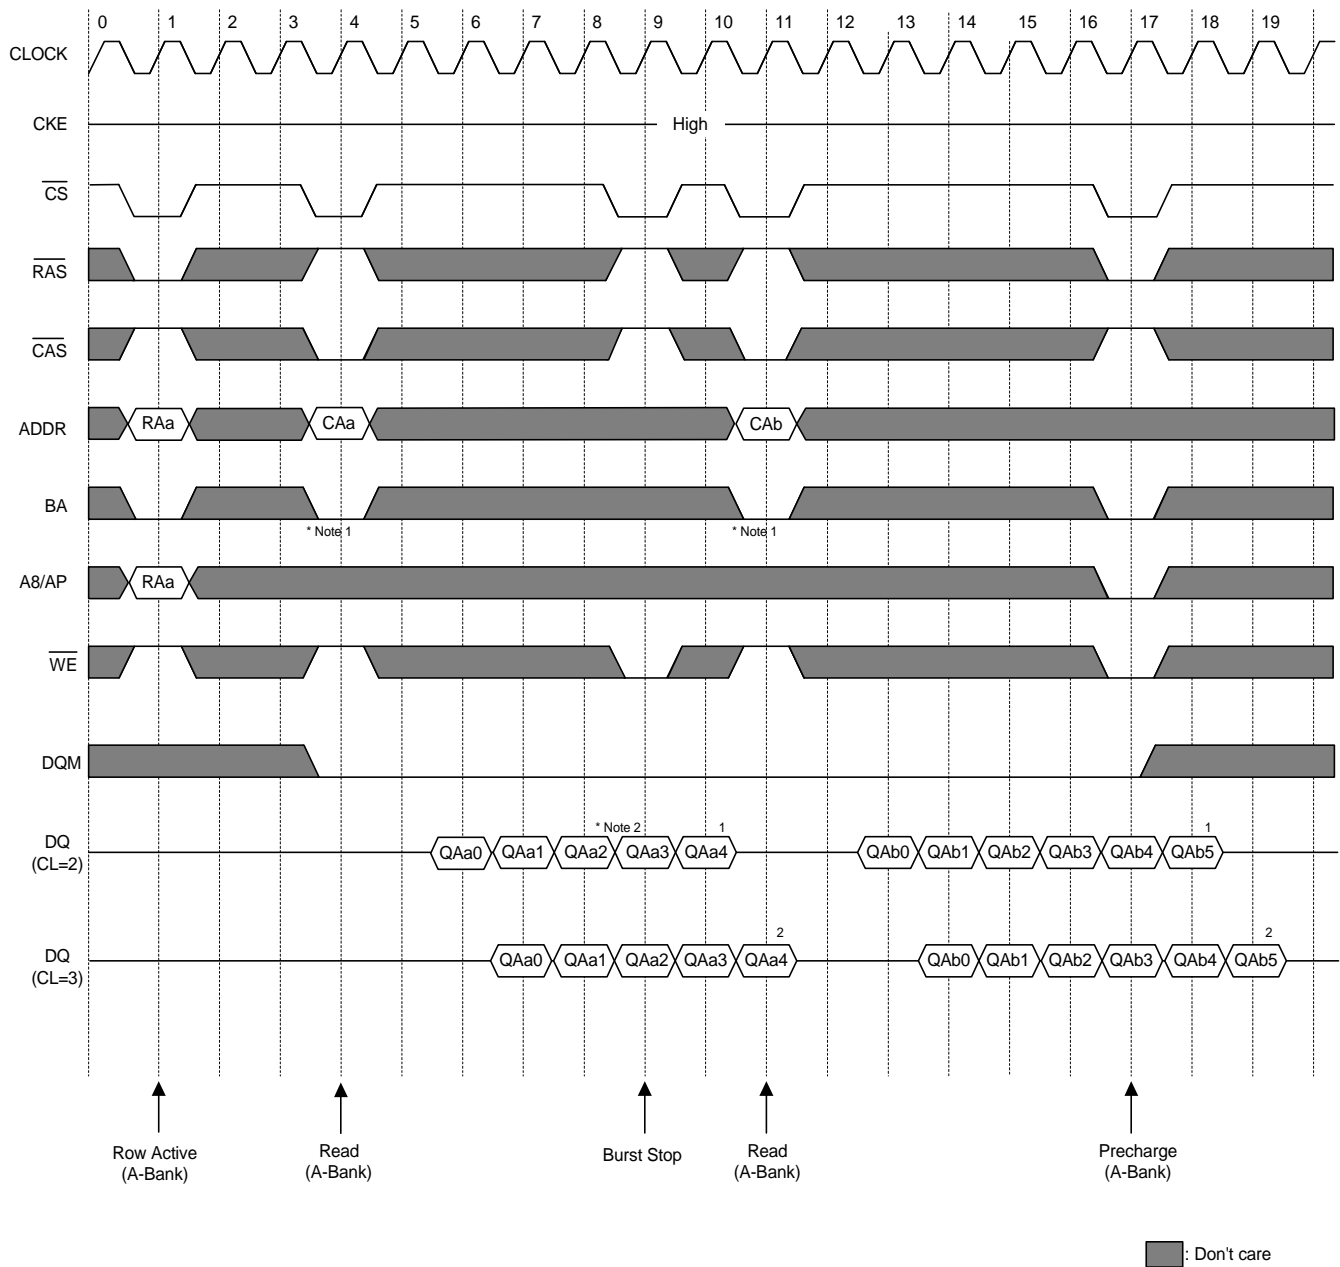 0 1 2 3 4 5 6 7 8 9 10 11 12 13 14 15 16 17 18 19
CLOCK
CKE High
CS
RAS
CAS
ADDR RAa CAa CAb
BA
* Note 1 * Note 1
A8/AP RAa
WE
DQM
* Note 2 1 1
DQ
(CL=2)
QAa0 QAa1 QAa2 QAa3 QAa4 QAb0 QAb1 QAb2 QAb3 QAb4 QAb5
2 2
DQ
(CL=3)
QAa0 QAa1 QAa2 QAa3 QAa4 QAb0 QAb1 QAb2 QAb3 QAb4 QAb5
Row Active
(A-Bank)
Read
(A-Bank)
Burst Stop
Read
(A-Bank)
Precharge
(A-Bank)
: Don't care